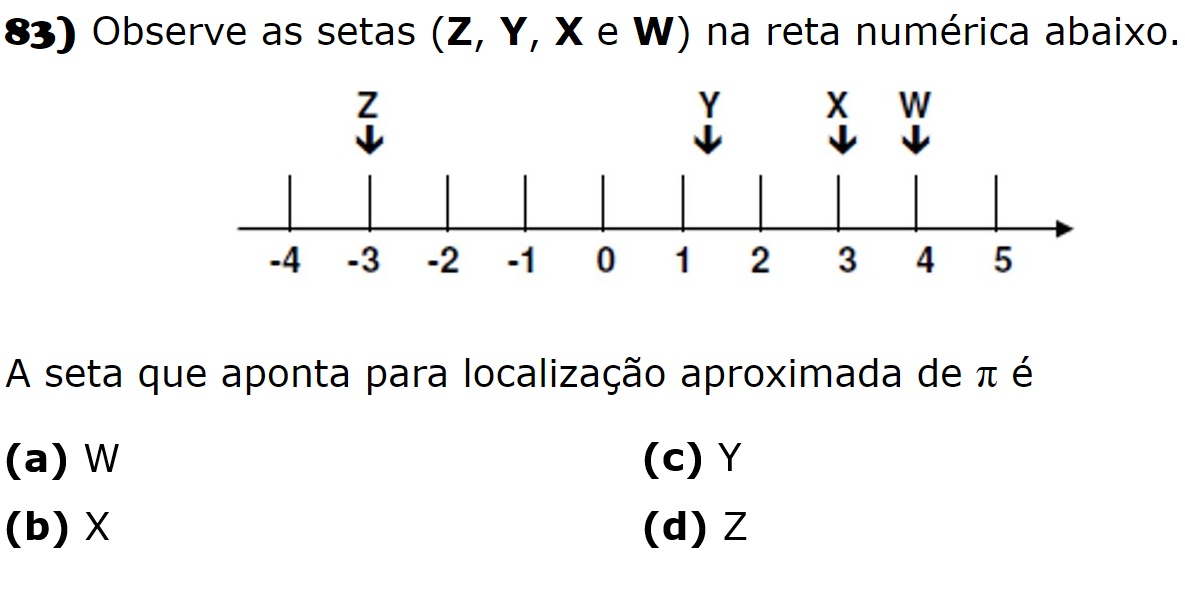 83) Observe as setas (Z, Y, X e W) na reta numérica abaixo.
Z Y X W
-4 -3 -2 -1 0 1 2 3 4 5
A seta que aponta para localização aproximada de π é
(a) W (c) Y
(b) X (d) Z